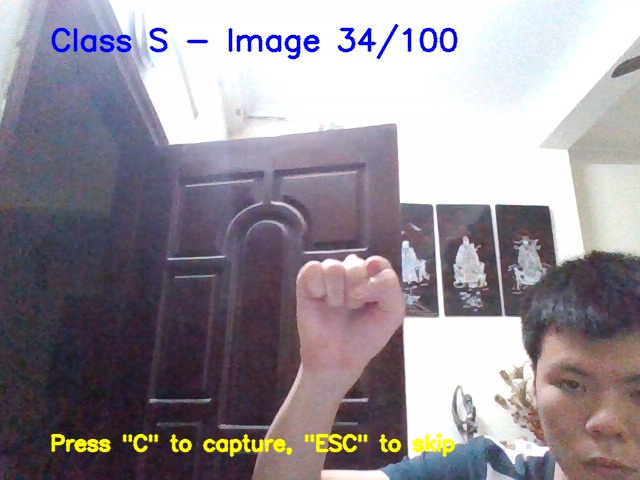 Class S - Image 34/100
Press "C" to capture, "ESC" to skip